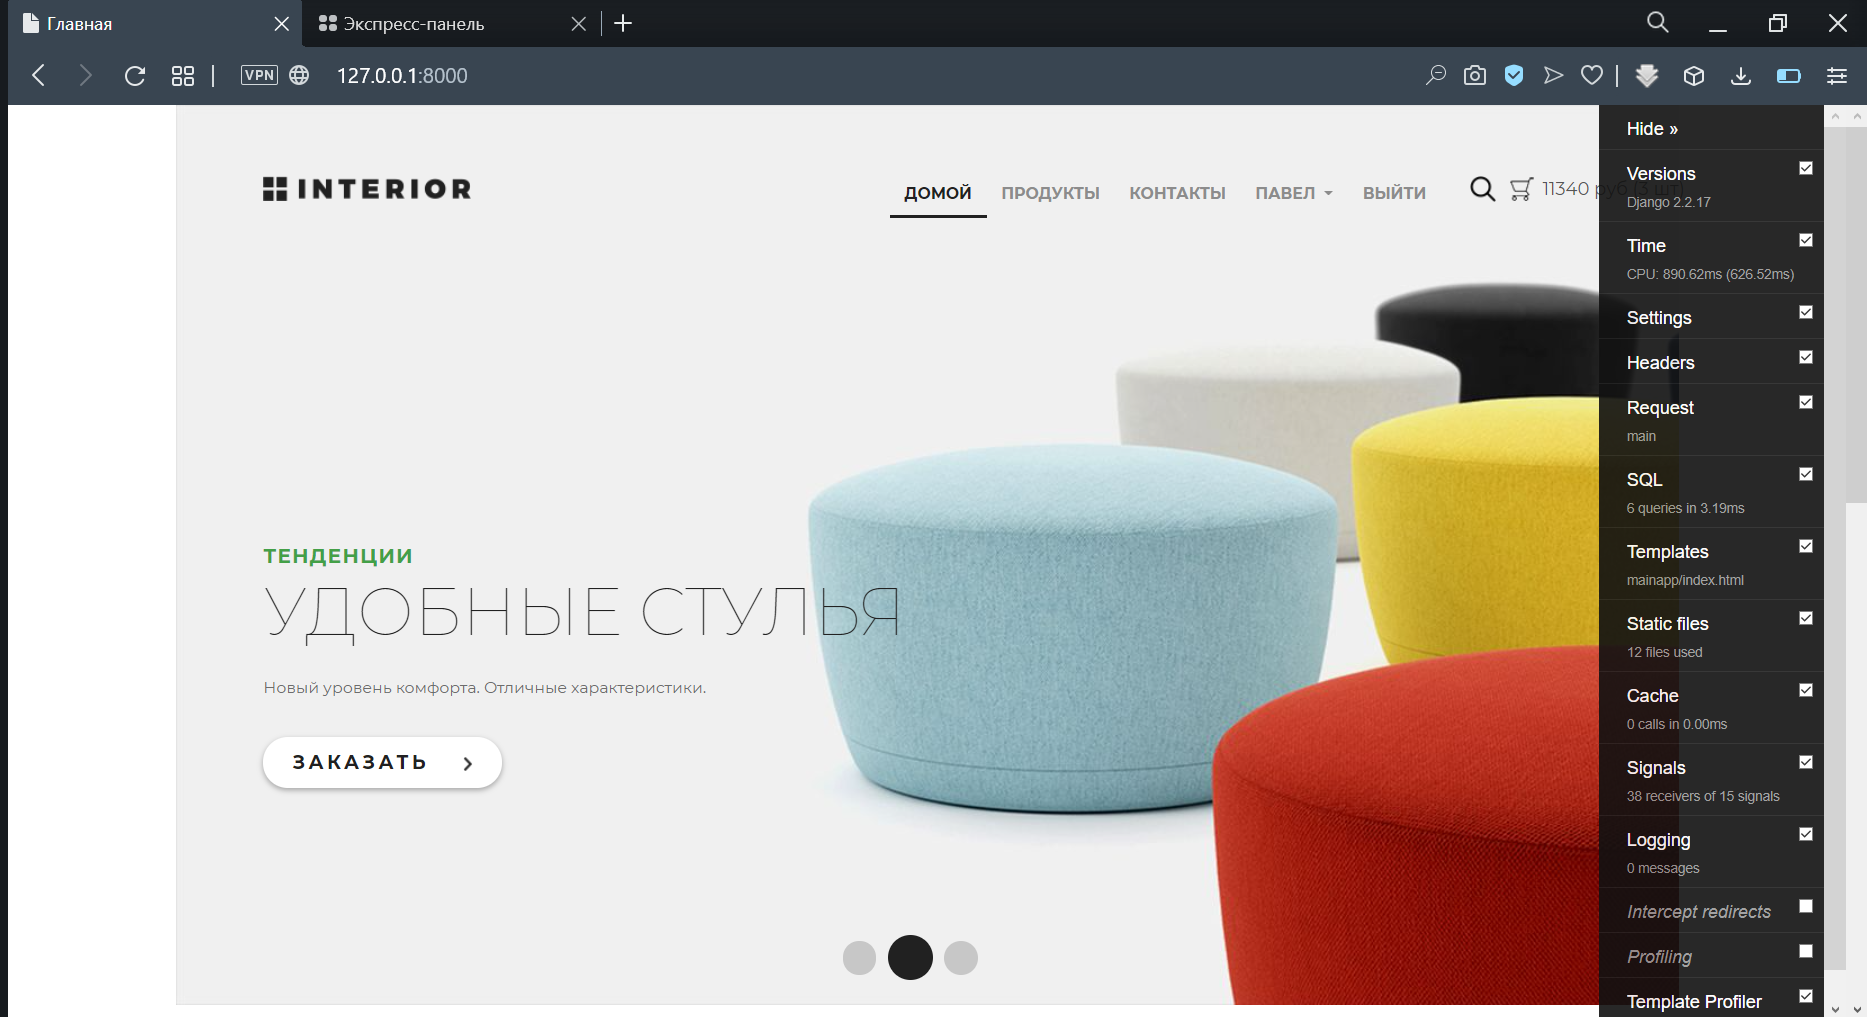 Главная
Экспресс-панель
VPN
127.0.0.1:8000
INTERIOR
ДОМОЙ
ПРОДУКТЫ
КОНТАКТЫ
ПАВЕЛ
ВЫЙТИ
11340 руб (3 шт)
ТЕНДЕНЦИИ
УДОБНЫЕ СТУЛЬЯ
Новый уровень комфорта. Отличные характеристики.
ЗАКАЗАТЬ
Hide »
Versions
Django 2.2.17
Time
CPU: 890.62ms (626.52ms)
Settings
Headers
Request
main
SQL
6 queries in 3.19ms
Templates
mainapp/index.html
Static files
12 files used
Cache
0 calls in 0.00ms
Signals
38 receivers of 15 signals
Logging
0 messages
Intercept redirects
Profiling
Template Profiler